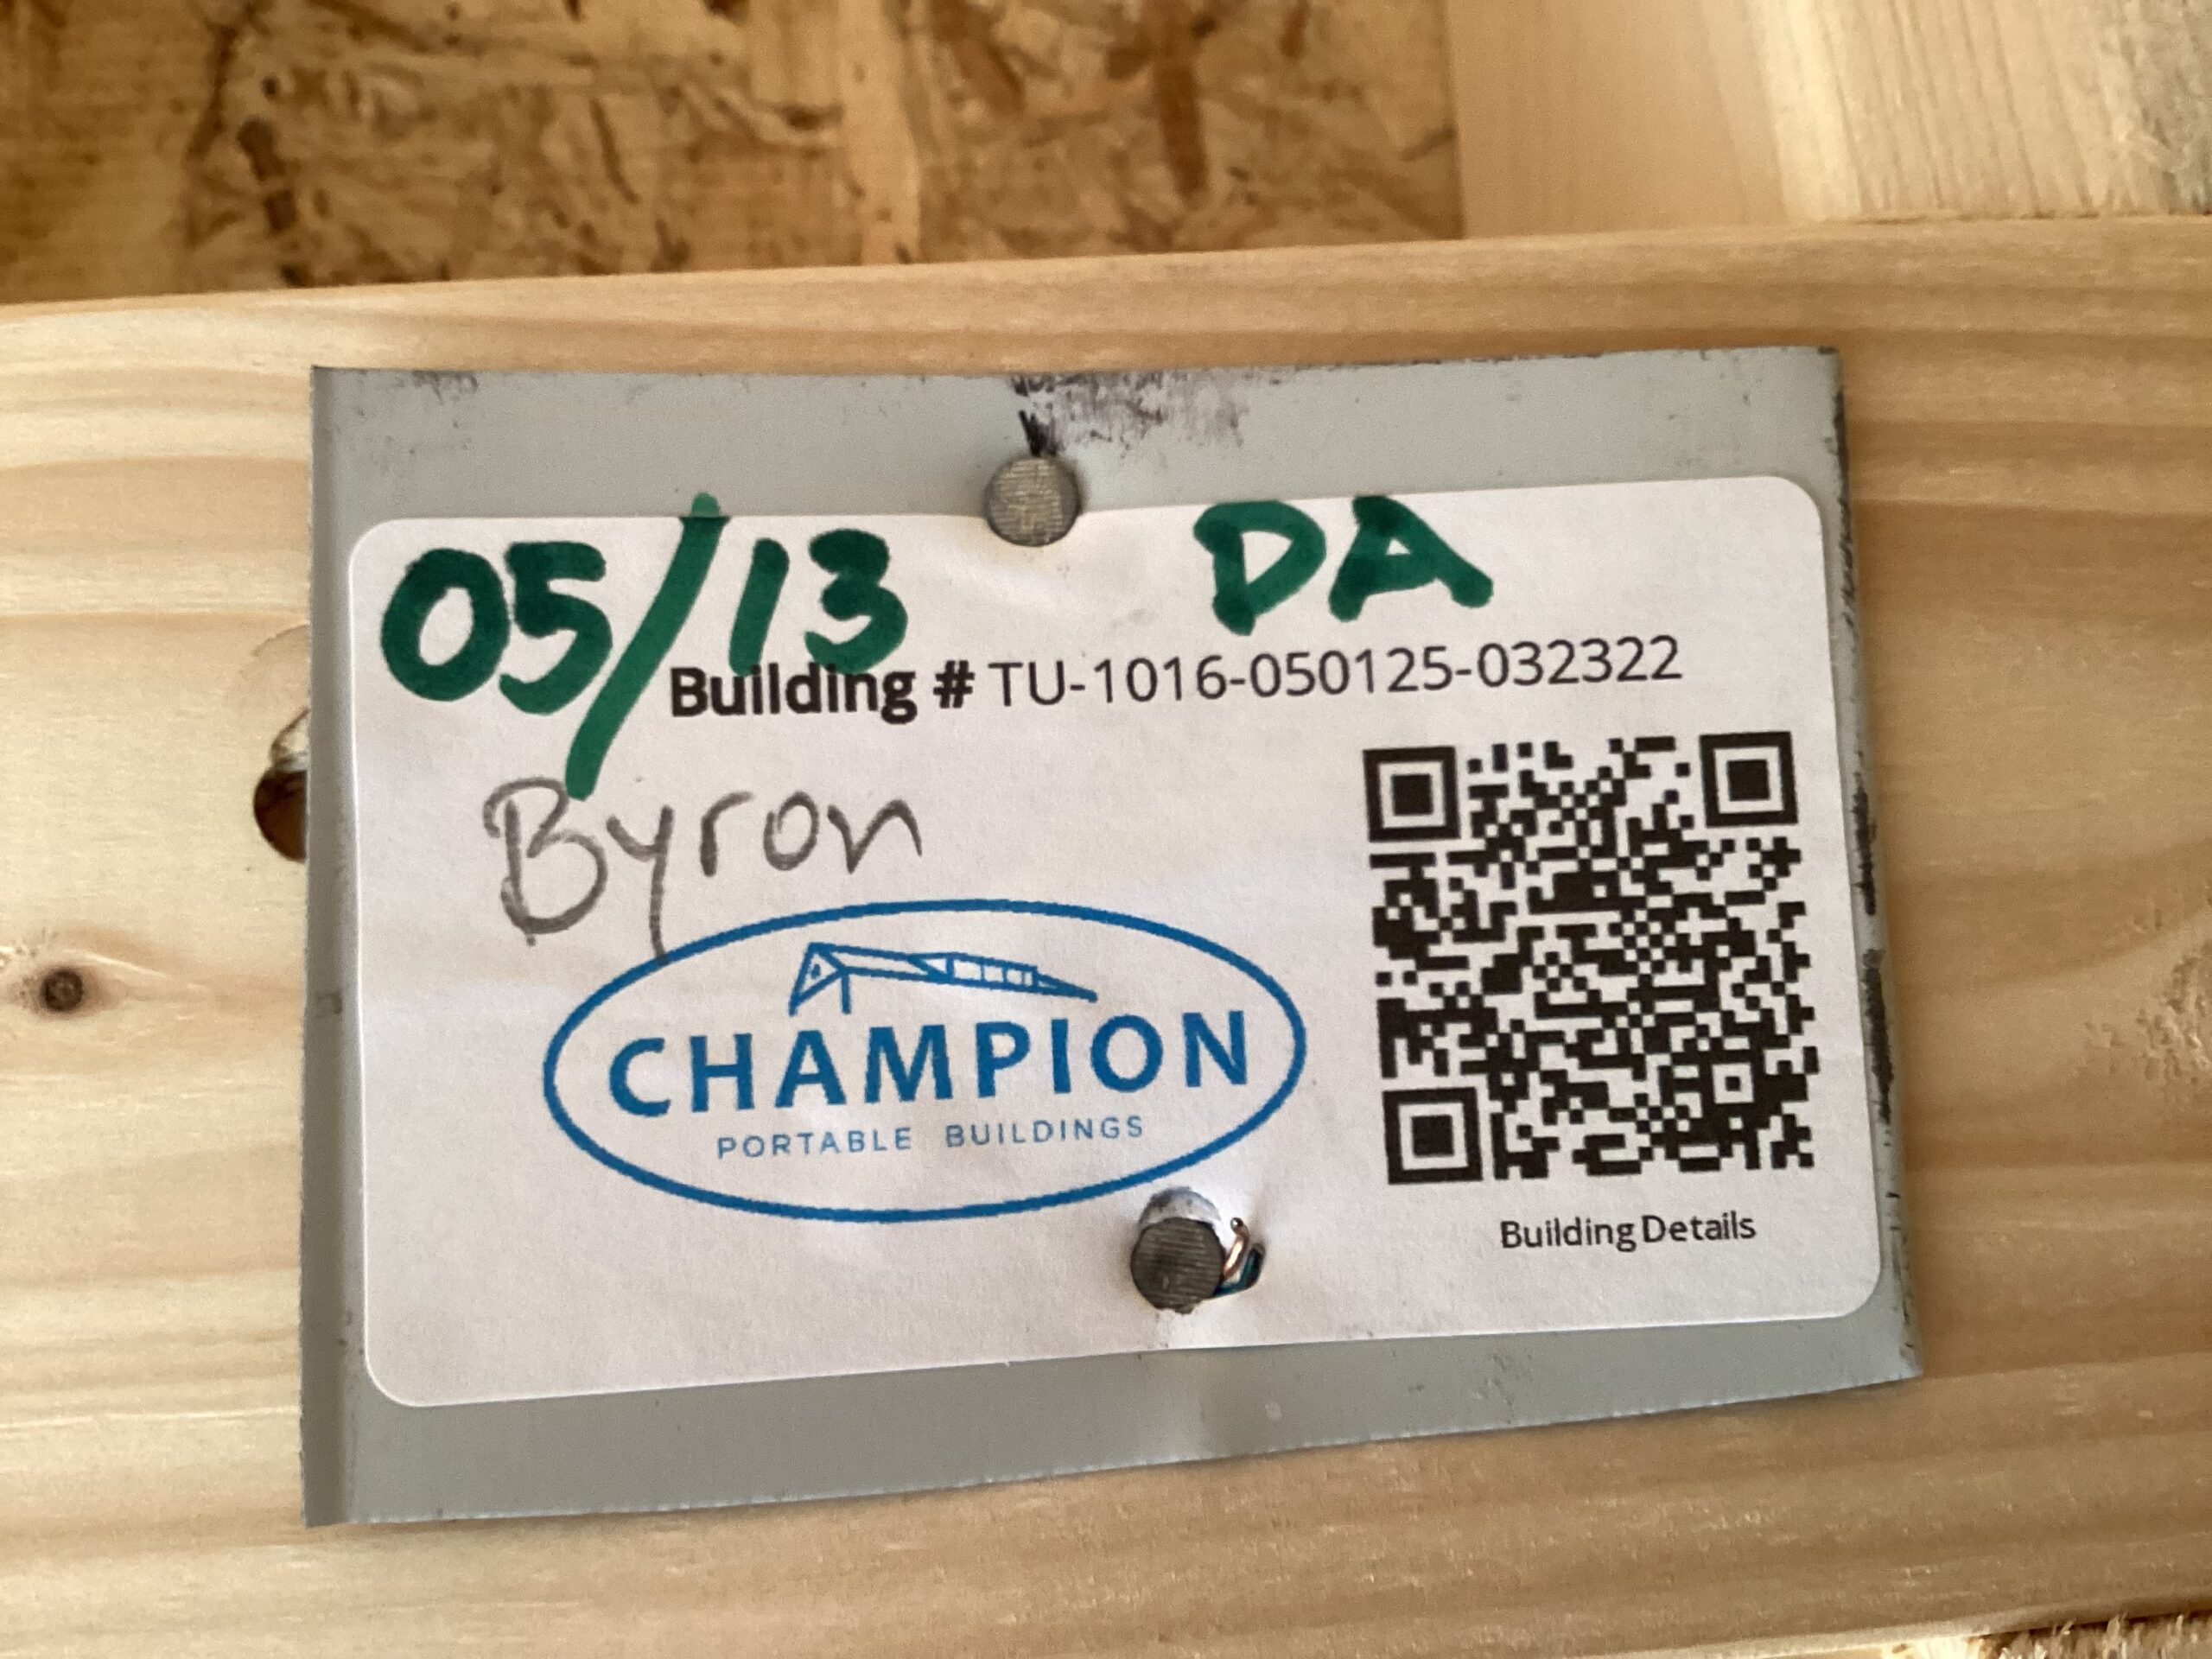 05/13 DA
Building # TU-1016-050125-032322
Byron
CHAMPION
PORTABLE BUILDINGS
Building Details